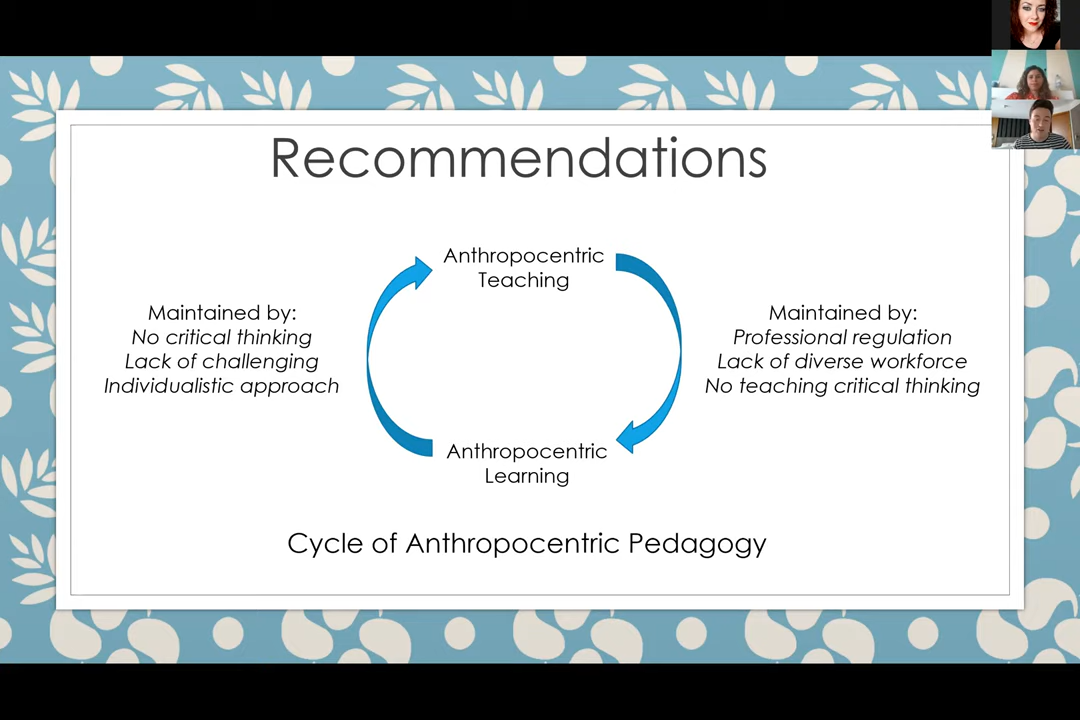 Recommendations
Anthropocentric
Teaching
Maintained by:
No critical thinking
Lack of challenging
Individualistic approach
Maintained by:
Professional regulation
Lack of diverse workforce
No teaching critical thinking
Anthropocentric
Learning
Cycle of Anthropocentric Pedagogy